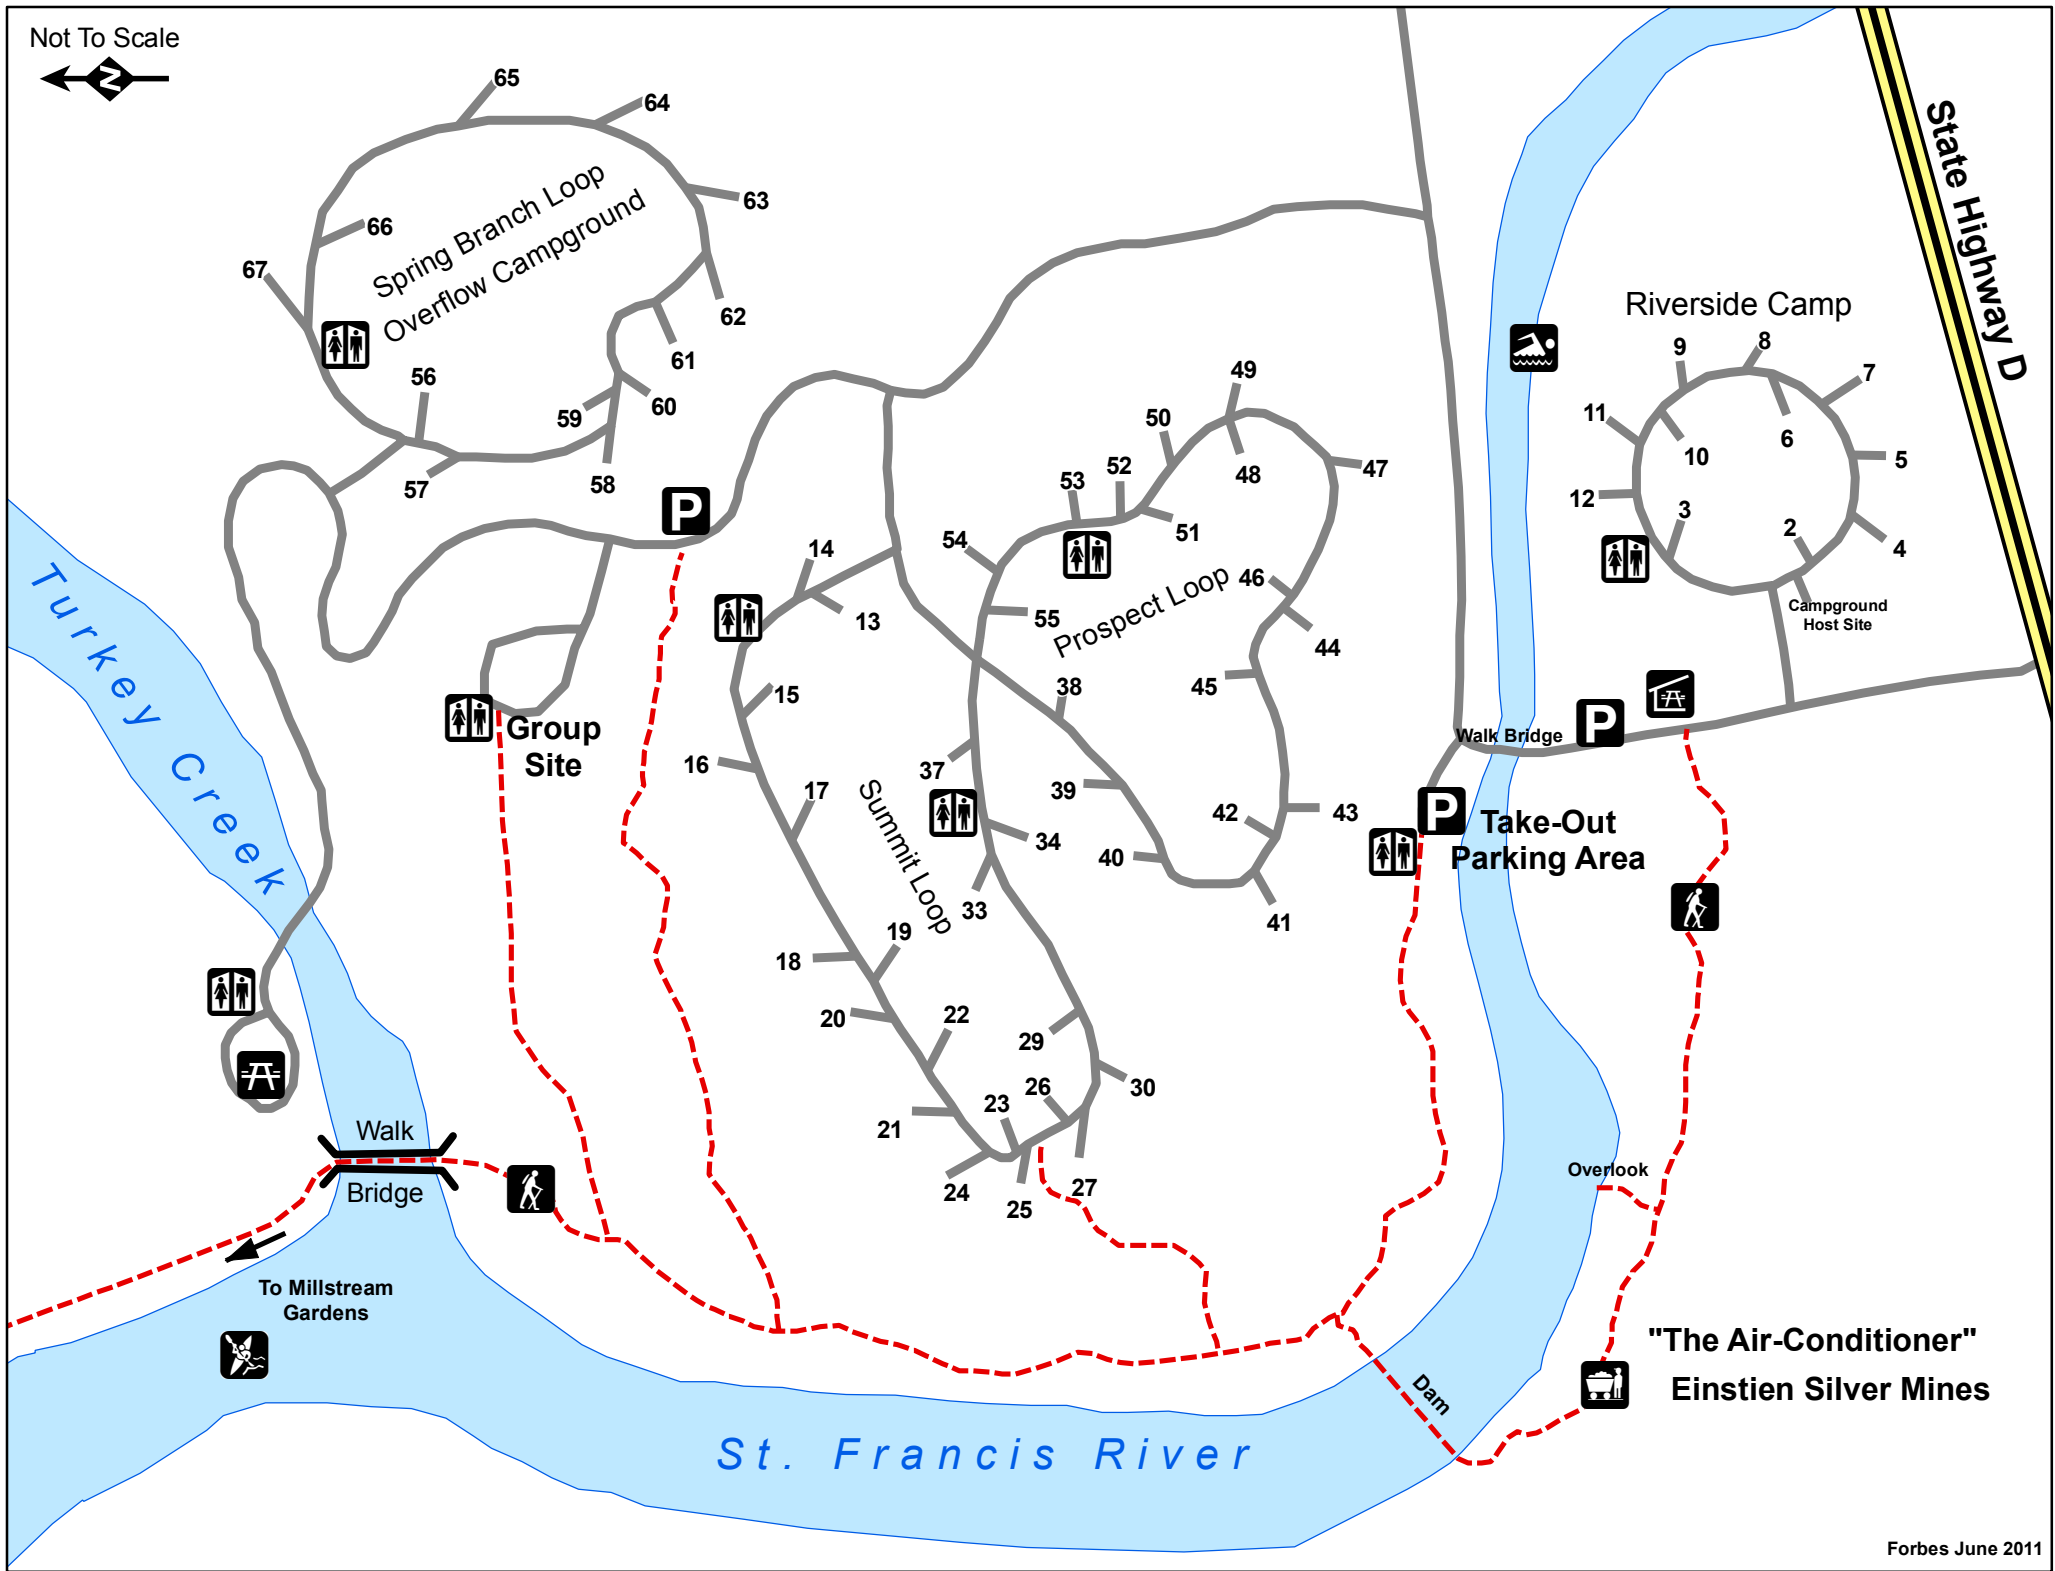 Not To Scale
N
65
64
63
66
67
Spring Branch Loop
Overflow Campground
62
61
56
59
60
57
58
P
State Highway D
Riverside Camp
9
8
7
11
6
10
5
12
3
2
4
Campground
Host Site
49
50
48
47
53
52
51
54
14
13
46
55
Prospect Loop
44
45
38
15
16
17
37
39
34
42
43
40
33
41
Summit Loop
Group
Site
Turkey Creek
Walk Bridge
P
P
Take-Out
Parking Area
19
18
20
22
29
26
30
23
21
24
25
27
Walk
Bridge
Overlook
To Millstream
Gardens
"The Air-Conditioner"
Einstien Silver Mines
Dam
St. Francis River
Forbes June 2011